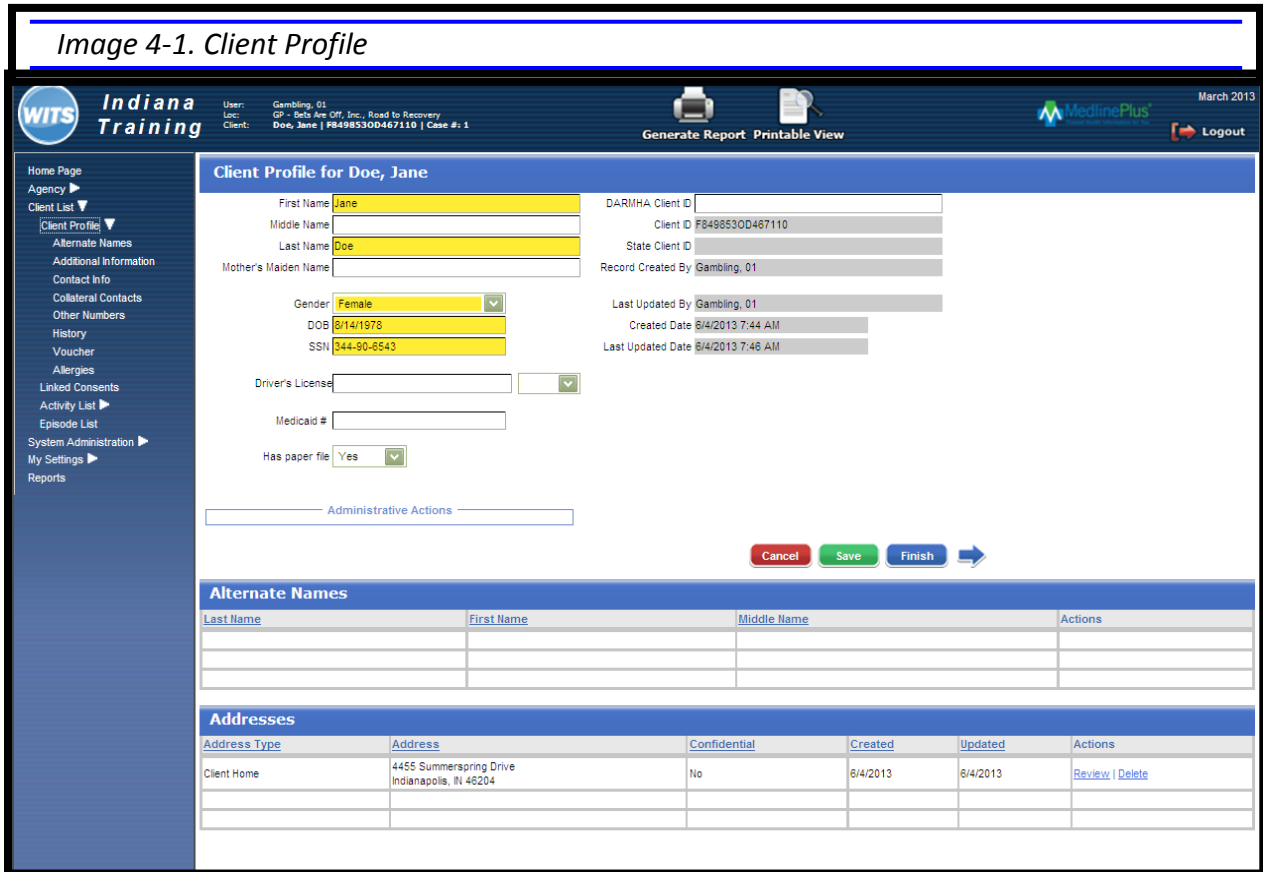 Image 4-1. Client Profile
WITS
Indiana
Training
User: Gambling, 01
Loc: GP - Bets Are Off, Inc., Road to Recovery
Client: Doe, Jane | F849853OD467110 | Case #: 1
Generate Report Printable View
MedlinePlus
March 2013
Logout
Home Page
Agency
Client List
Client Profile
Alternate Names
Additional Information
Contact Info
Collateral Contacts
Other Numbers
History
Voucher
Allergies
Linked Consents
Activity List
Episode List
System Administration
My Settings
Reports
Client Profile for Doe, Jane
First Name Jane
Middle Name
Last Name Doe
Mother's Maiden Name
Gender Female
DOB 8/14/1978
SSN 344-90-6543
Driver's License
Medicaid #
Has paper file Yes
DARMHA Client ID
Client ID F849853OD467110
State Client ID
Record Created By Gambling, 01
Last Updated By Gambling, 01
Created Date 6/4/2013 7:44 AM
Last Updated Date 6/4/2013 7:46 AM
Administrative Actions
Cancel Save Finish
Alternate Names
Last Name First Name Middle Name Actions
Addresses
Address Type Address Confidential Created Updated Actions
Client Home 4455 Summerspring Drive
Indianapolis, IN 46204 No 6/4/2013 6/4/2013 Review | Delete